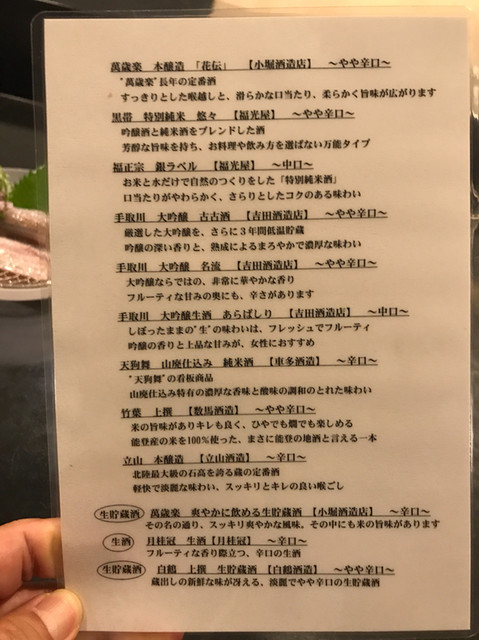 萬歳楽 本醸造 「花伝」 【小堀酒造店】 ～やや辛口～
"萬歳楽"長年の定番酒
すっきりとした喉越しと、滑らかな口当たり、柔らかく旨味が広がります
黒帯 特別純米 悠々 【福光屋】 ～やや辛口～
吟醸酒と純米酒をブレンドした酒
芳醇な旨味を持ち、お料理や飲み方を選ばない万能タイプ
福正宗 銀ラベル 【福光屋】 ～中口～
お米と水だけで自然のつくりをした「特別純米酒」
口当たりがやわらかく、さらりとしたコクのある味わい
手取川 大吟醸 古古酒 【吉田酒造店】 ～やや辛口～
厳選した大吟醸を、さらに3年間低温貯蔵
吟醸の深い香りと、熟成によるまろやかで濃厚な味わい
手取川 大吟醸 名流 【吉田酒造店】 ～やや辛口～
大吟醸ならではの、非常に華やかな香り
フルーティな甘みの奥にも、辛さがあります
手取川 大吟醸生酒 あらばしり 【吉田酒造店】 ～中口～
しぼったままの"生"の味わいは、フレッシュでフルーティ
吟醸の香りと上品な甘みが、女性におすすめ
天狗舞 山廃仕込み 純米酒 【車多酒造】 ～辛口～
"天狗舞"の看板商品
山廃仕込み特有の濃厚な香味と酸味の調和のとれた味わい
竹葉 上撰 【数馬酒造】 ～やや辛口～
米の旨味がありキレも良く、ひやでも燗でも楽しめる
能登産の米を100%使った、まさに能登の地酒と言える一本
立山 本醸造 【立山酒造】 ～辛口～
北陸最大級の石高を誇る蔵の定番酒
軽快で淡麗な味わい、スッキリとキレの良い喉ごし
生貯蔵酒 萬歳楽 爽やかに飲める生貯蔵酒 【小堀酒造店】 ～辛口～
その名の通り、スッキリ爽やかな風味。その中にも米の旨味があります
生酒 月桂冠 生酒【月桂冠】 ～辛口～
フルーティな香り際立つ、辛口の生酒
生貯蔵酒 白鶴 上撰 生貯蔵酒 【白鶴酒造】 ～やや辛口～
蔵出しの新鮮な味が冴える、淡麗でやや辛口の生貯蔵酒